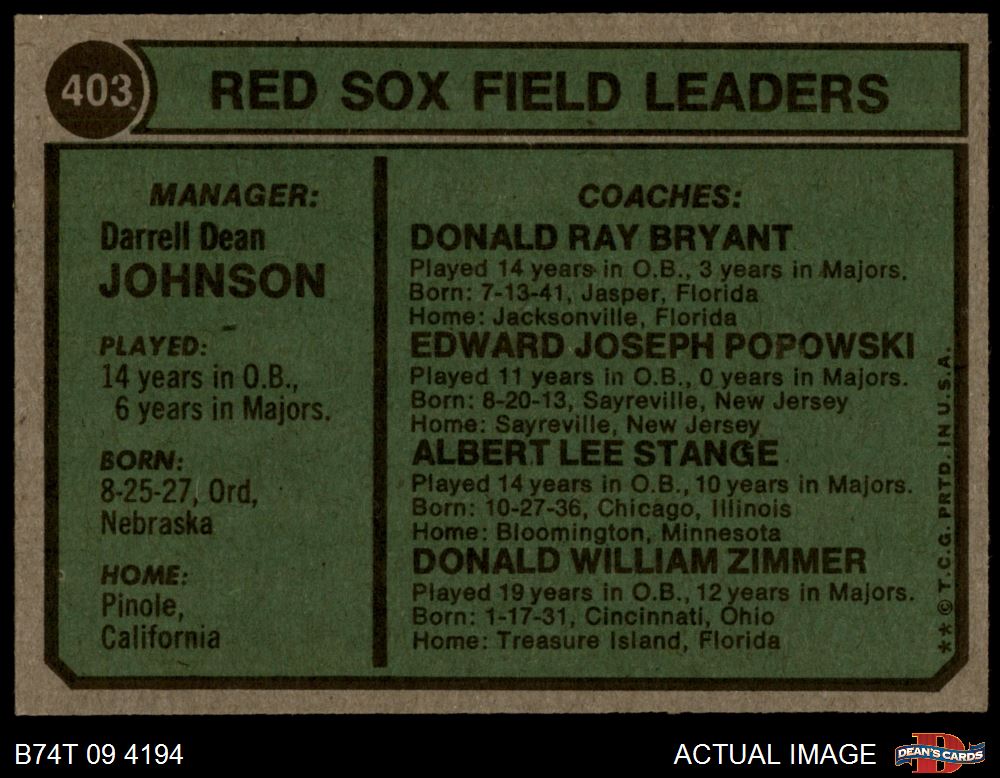 403
RED SOX FIELD LEADERS
MANAGER:
Darrell Dean
JOHNSON
PLAYED:
14 years in O.B.,
6 years in Majors.
BORN:
8-25-27, Ord,
Nebraska
HOME:
Pinole,
California
COACHES:
DONALD RAY BRYANT
Played 14 years in O.B., 3 years in Majors.
Born: 7-13-41, Jasper, Florida
Home: Jacksonville, Florida
EDWARD JOSEPH POPOWSKI
Played 11 years in O.B., 0 years in Majors.
Born: 8-20-13, Sayreville, New Jersey
Home: Sayreville, New Jersey
ALBERT LEE STANGE
Played 14 years in O.B., 10 years in Majors.
Born: 10-27-36, Chicago, Illinois
Home: Bloomington, Minnesota
DONALD WILLIAM ZIMMER
Played 19 years in O.B., 12 years in Majors.
Born: 1-17-31, Cincinnati, Ohio
Home: Treasure Island, Florida
** © T.C.G. PRTD. IN U.S.A.
B74T 09 4194
ACTUAL IMAGE
D
DEAN'S CARDS